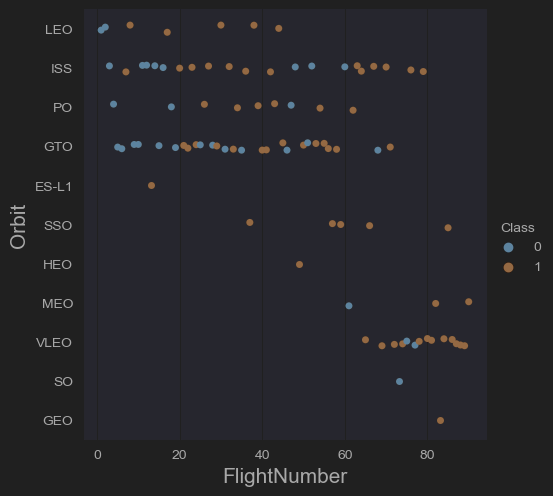 LEO
ISS
PO
GTO
ES-L1
SSO
HEO
MEO
VLEO
SO
GEO
Orbit
0 20 40 60 80
FlightNumber
Class
0
1